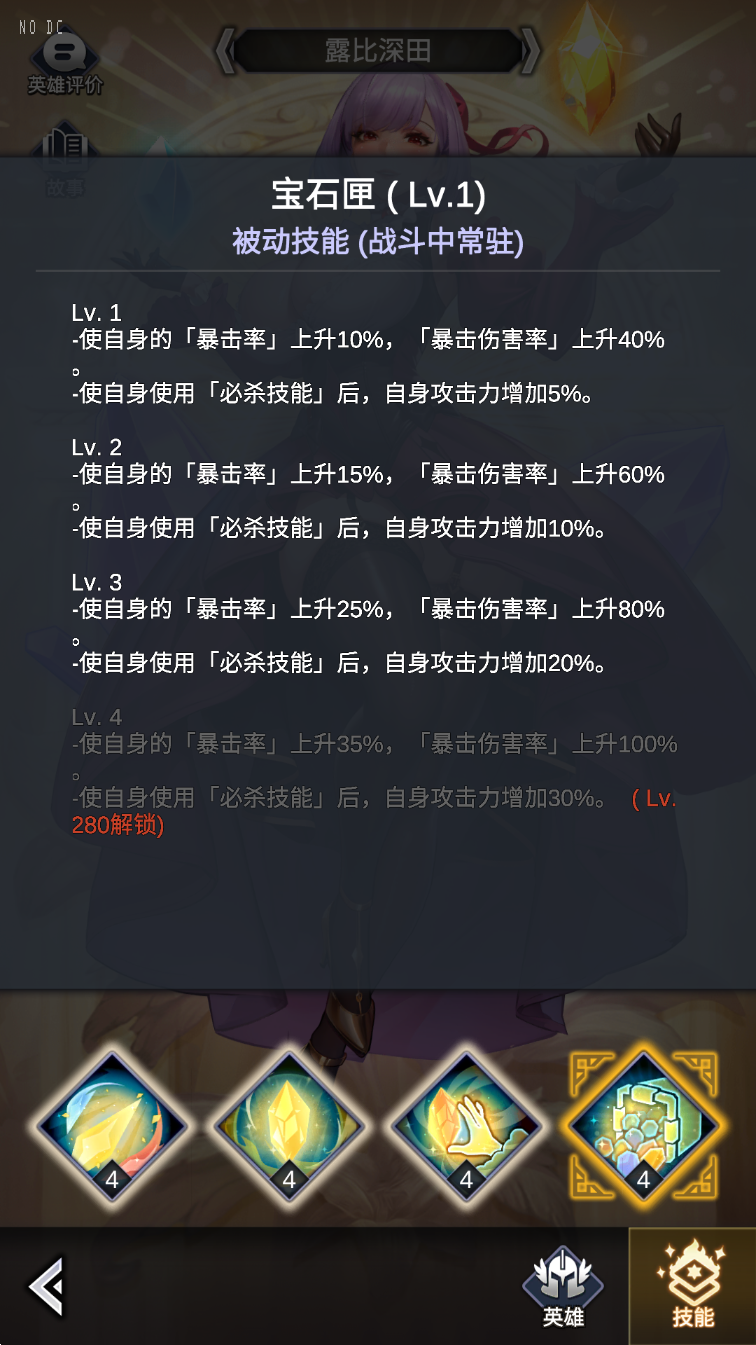 NO DC
露比深田
英雄评价
故事
宝石匣 ( Lv.1)
被动技能 (战斗中常驻)
Lv. 1
-使自身的「暴击率」上升10%，「暴击伤害率」上升40%
。
-使自身使用「必杀技能」后，自身攻击力增加5%。
Lv. 2
-使自身的「暴击率」上升15%，「暴击伤害率」上升60%
。
-使自身使用「必杀技能」后，自身攻击力增加10%。
Lv. 3
-使自身的「暴击率」上升25%，「暴击伤害率」上升80%
。
-使自身使用「必杀技能」后，自身攻击力增加20%。
Lv. 4
-使自身的「暴击率」上升35%，「暴击伤害率」上升100%
。
-使自身使用「必杀技能」后，自身攻击力增加30%。 ( Lv.
280解锁)
4 4 4 4
英雄 技能